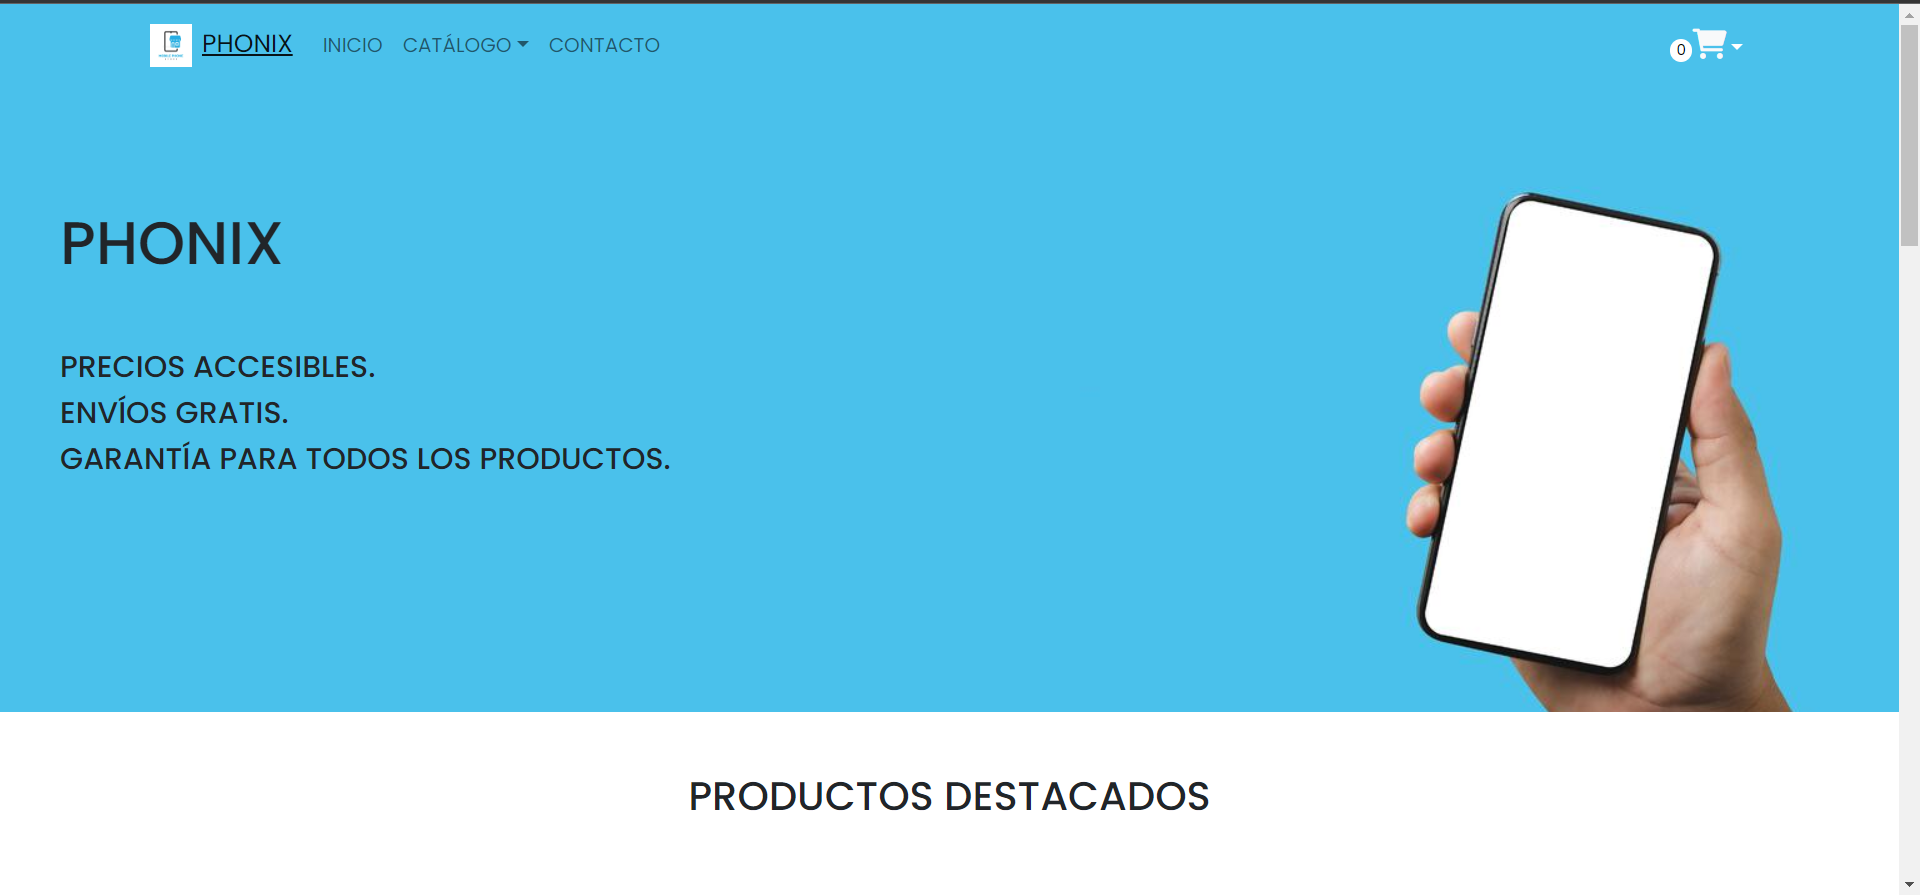 PHONIX
INICIO
CATÁLOGO
CONTACTO
0
PHONIX
PRECIOS ACCESIBLES.
ENVÍOS GRATIS.
GARANTÍA PARA TODOS LOS PRODUCTOS.
PRODUCTOS DESTACADOS